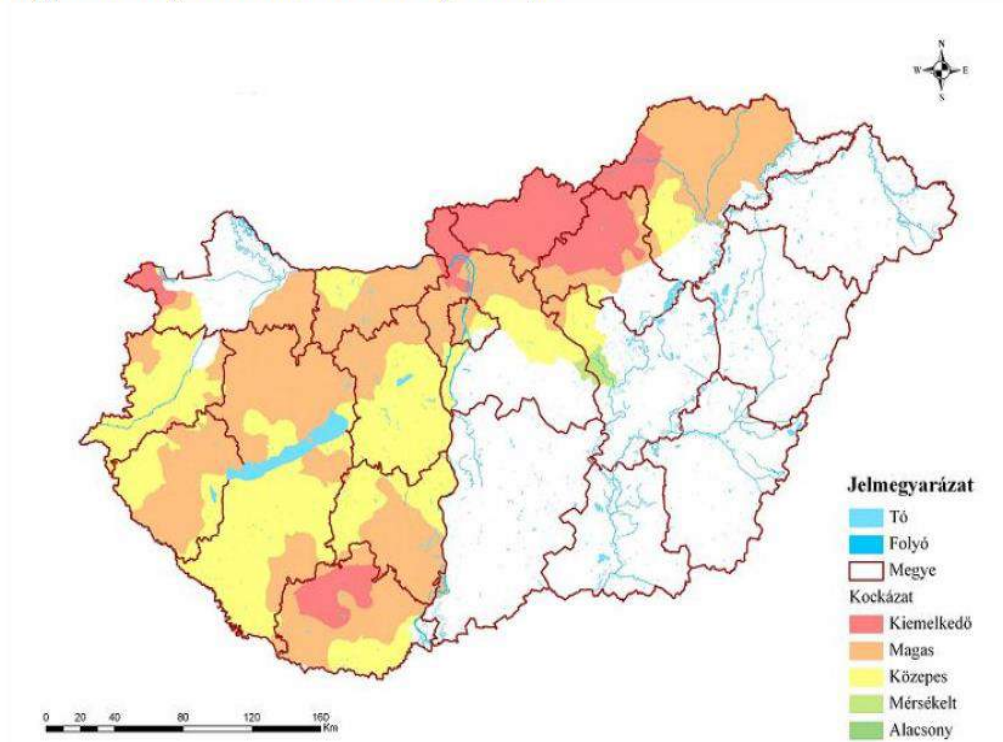 N
W E
S
Jelmegyarázat
Tó
Folyó
Megye
Kockázat
Kiemelkedő
Magas
Közepes
Mérsékelt
Alacsony
0 20 40 80 120 160
Km